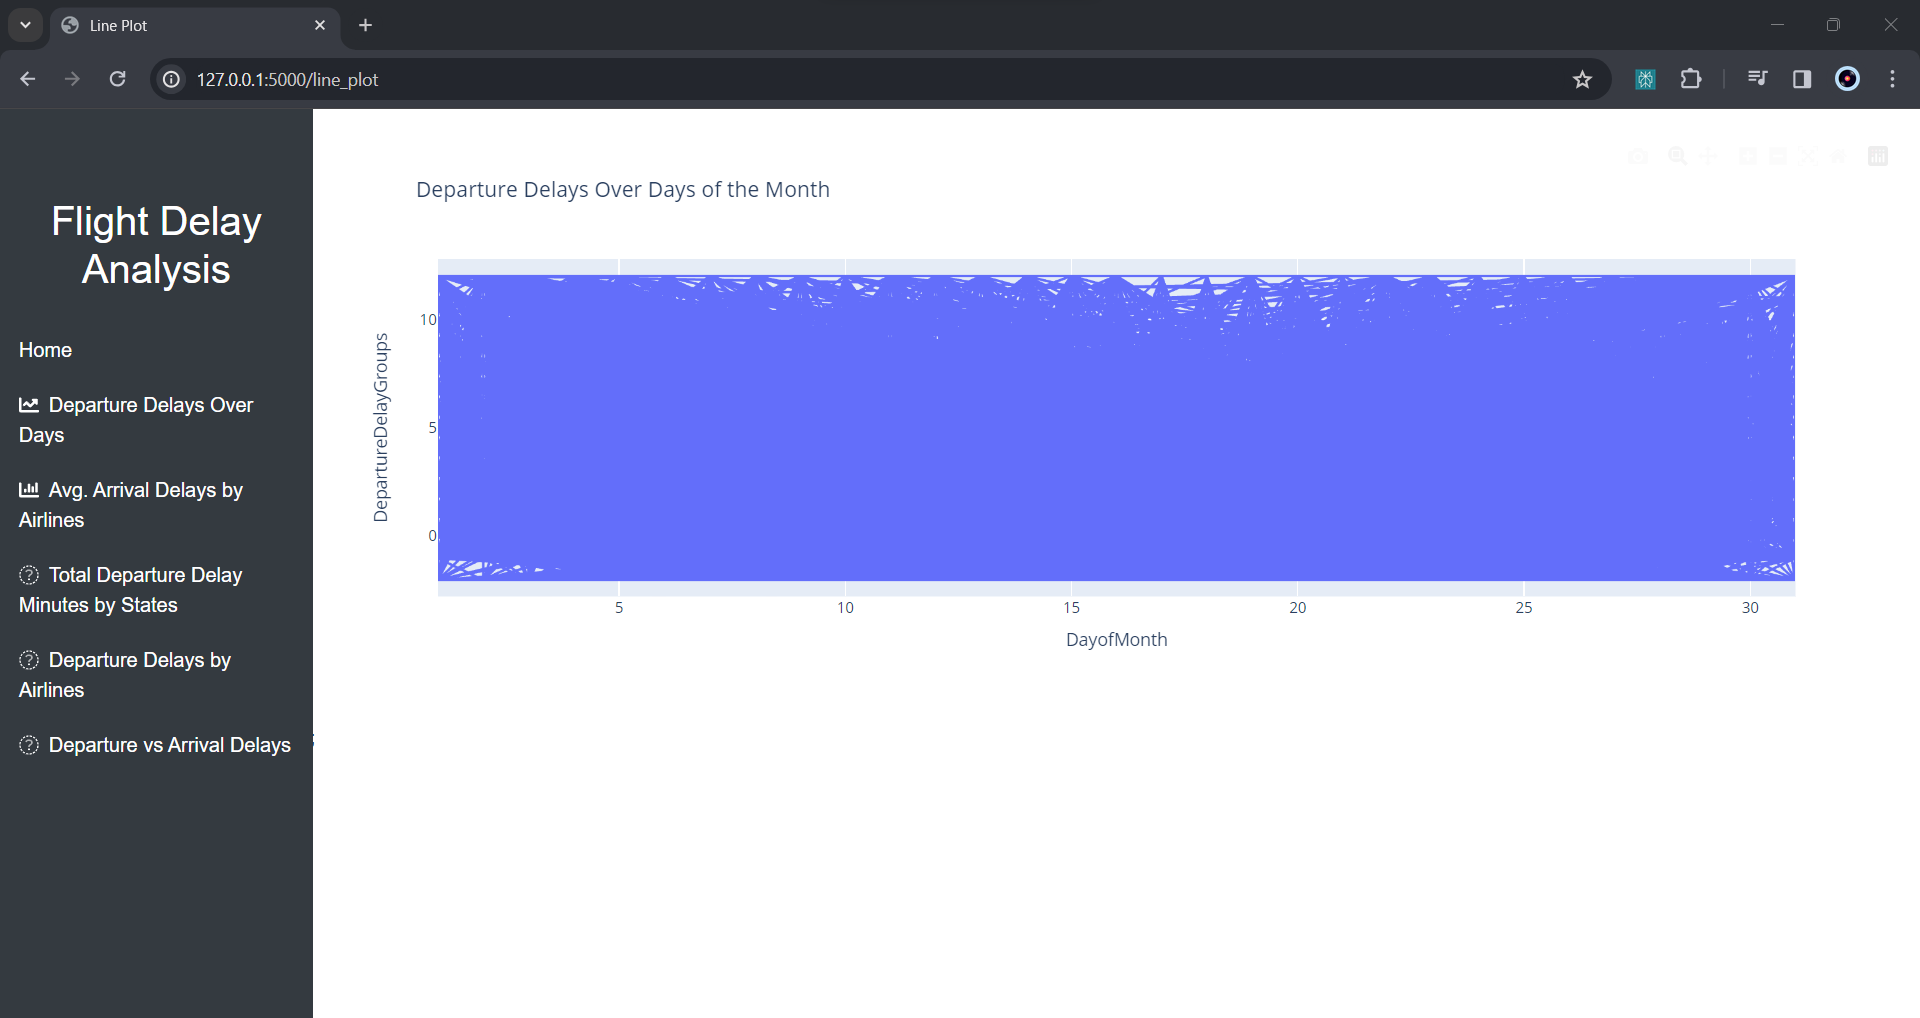 Line Plot
127.0.0.1:5000/line_plot
Flight Delay
Analysis
Home
Departure Delays Over
Days
Avg. Arrival Delays by
Airlines
Total Departure Delay
Minutes by States
Departure Delays by
Airlines
Departure vs Arrival Delays
Departure Delays Over Days of the Month
DepartureDelayGroups
10
5
0
5 10 15 20 25 30
DayofMonth